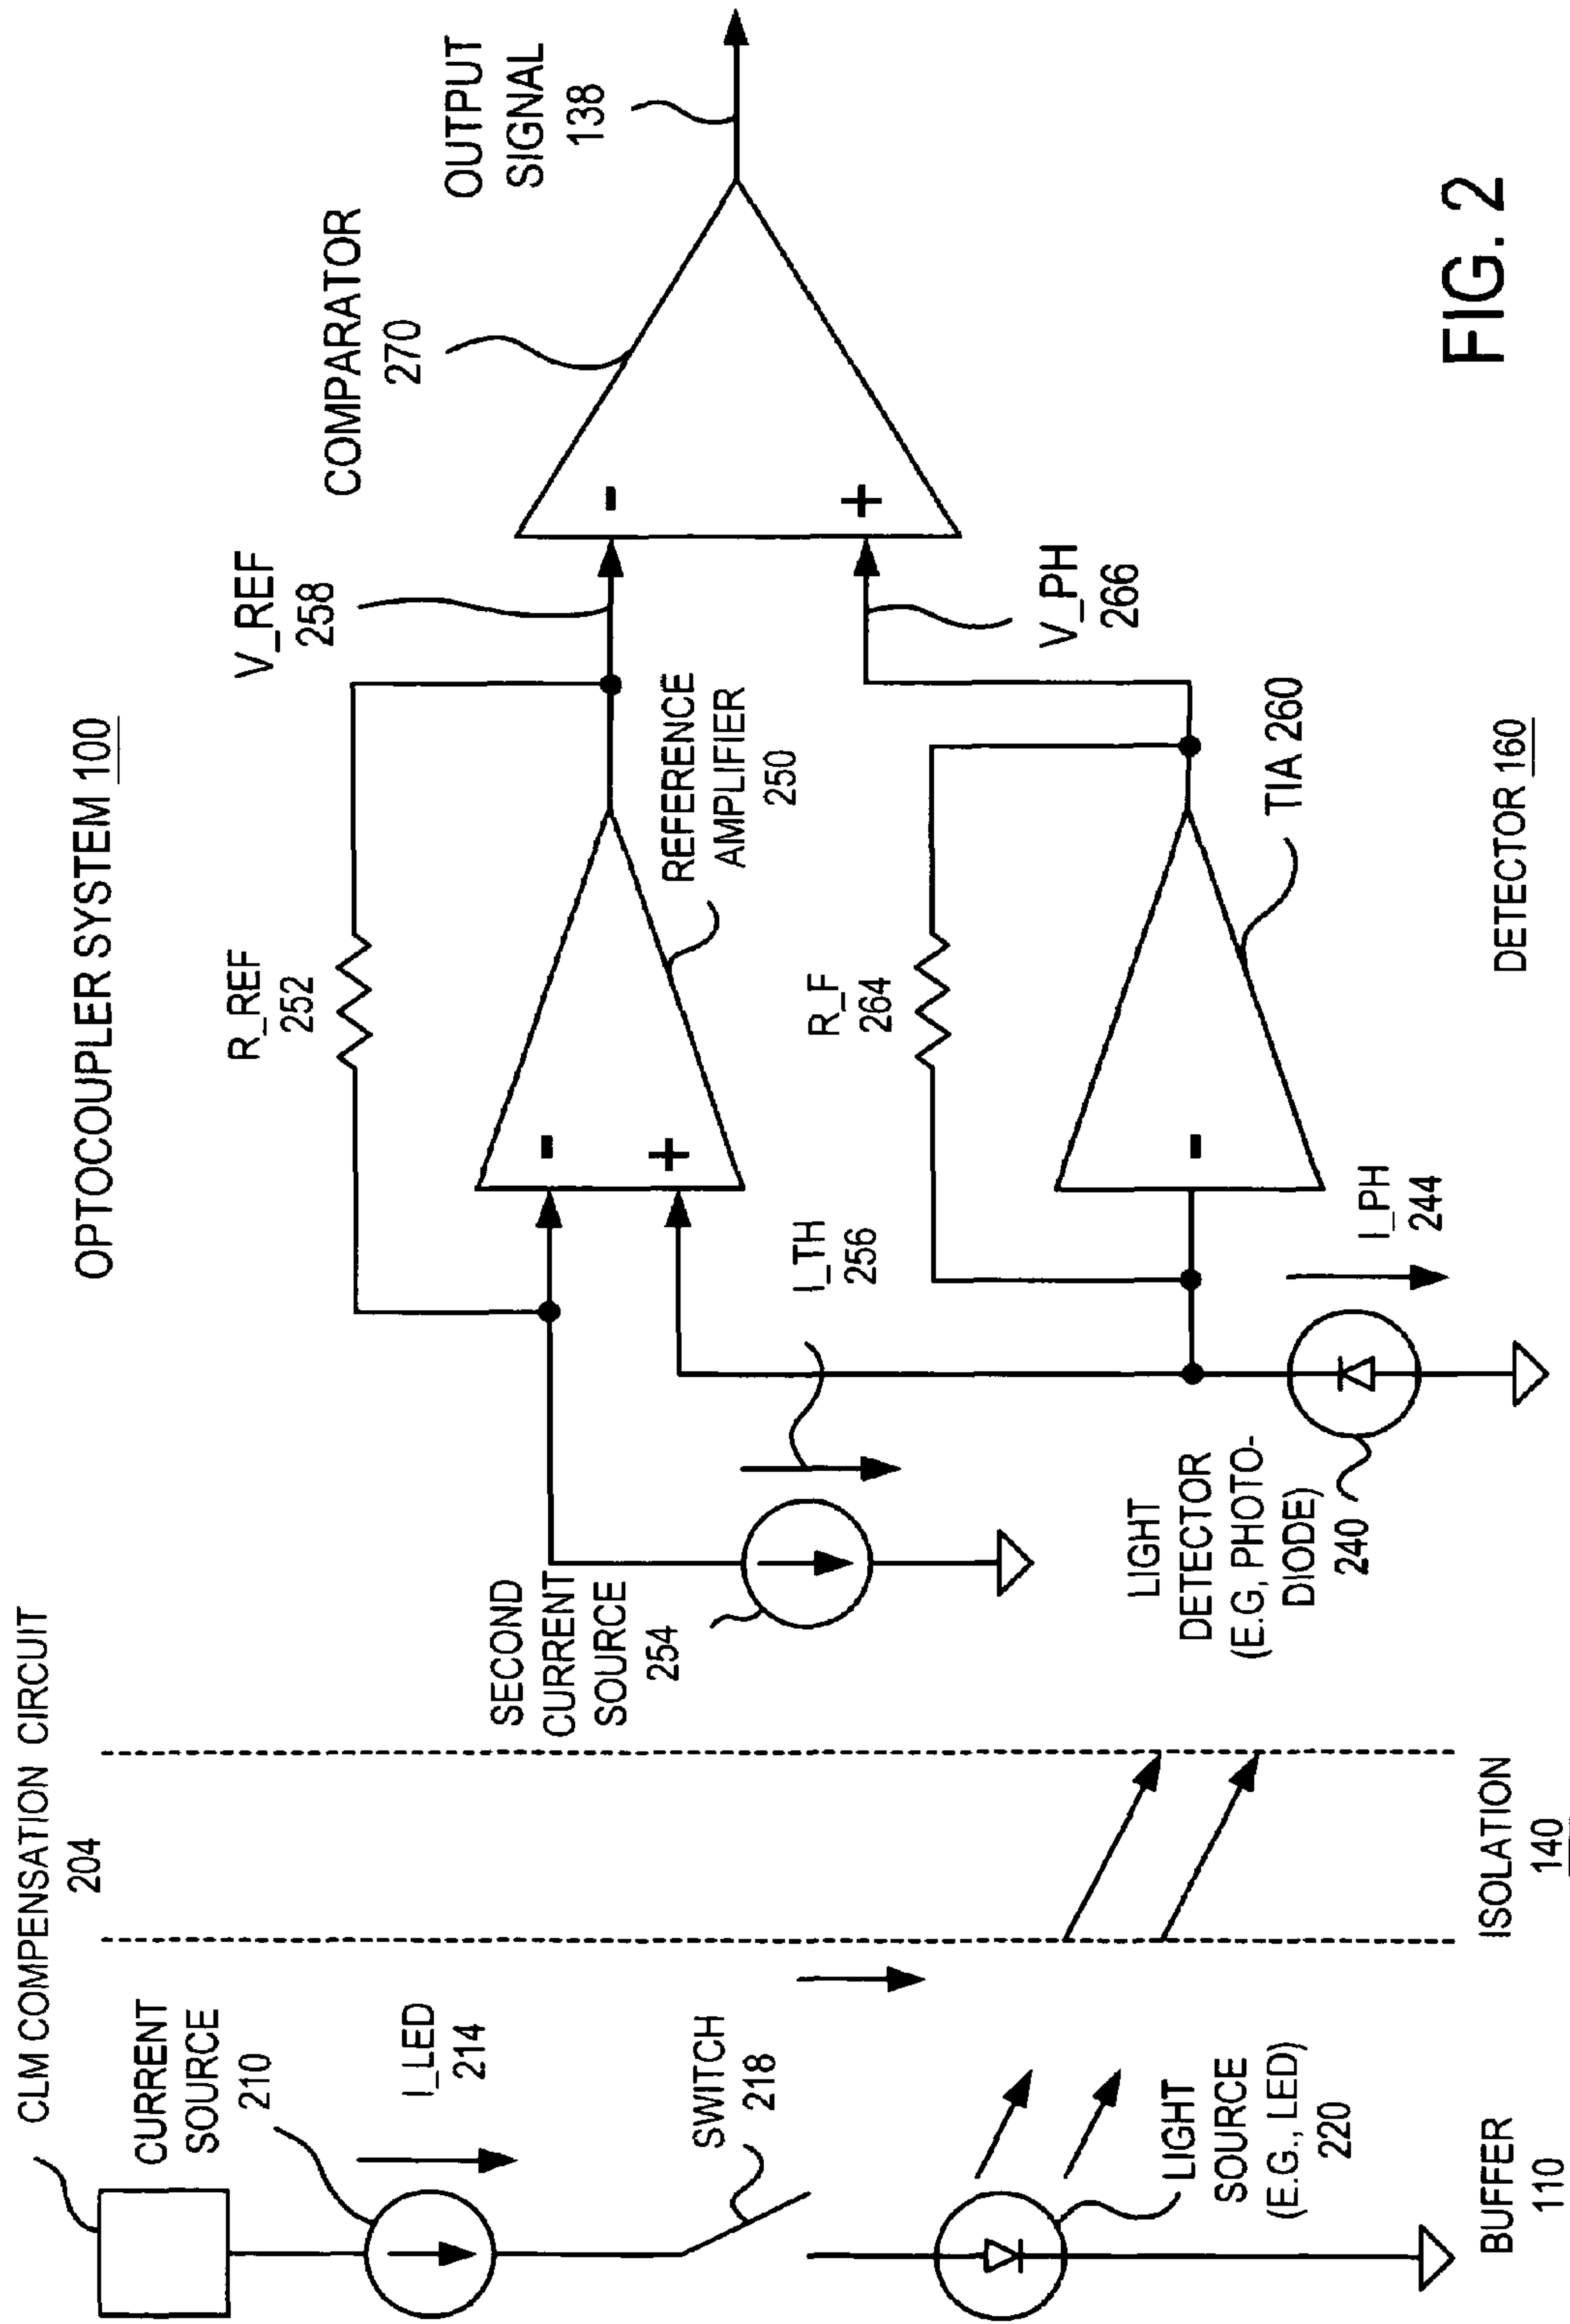 OPTOCOUPLER SYSTEM 100
CLM COMPENSATION CIRCUIT
204
CURRENT
SOURCE
210
I_LED
214
SWITCH
218
LIGHT
SOURCE
(E.G., LED)
220
BUFFER
110
ISOLATION
140
SECOND
CURRENT
SOURCE
254
I_TH
256
LIGHT
DETECTOR
(E.G, PHOTO-
DIODE)
240
I_PH
244
R_REF
252
-
+
REFERENCE
AMPLIFIER
250
R_F
264
-
TIA 260
V_REF
258
V_PH
266
COMPARATOR
270
-
+
OUTPUT
SIGNAL
138
DETECTOR 160
FIG. 2